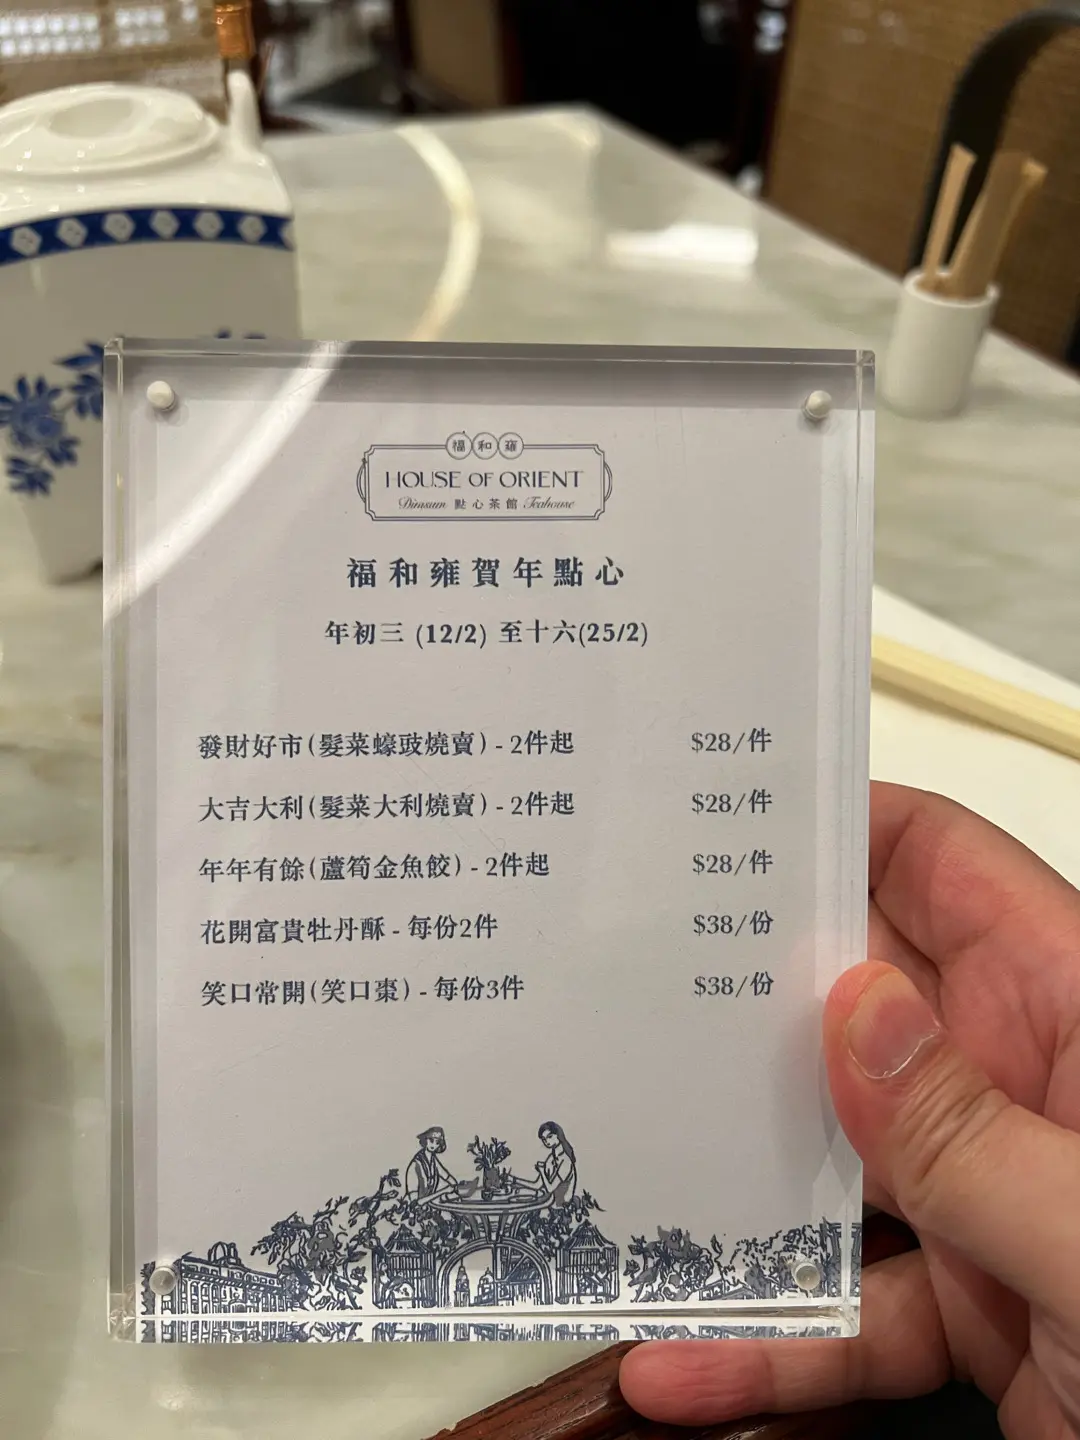 福和雍
HOUSE OF ORIENT
Dimsum 點心茶館 Teahouse
福和雍賀年點心
年初三 (12/2) 至十六(25/2)
發財好市(髮菜蠔豉燒賣) - 2件起 $28/件
大吉大利(髮菜大利燒賣) - 2件起 $28/件
年年有餘(蘆筍金魚餃) - 2件起 $28/件
花開富貴牡丹酥 - 每份2件 $38/份
笑口常開(笑口棗) - 每份3件 $38/份